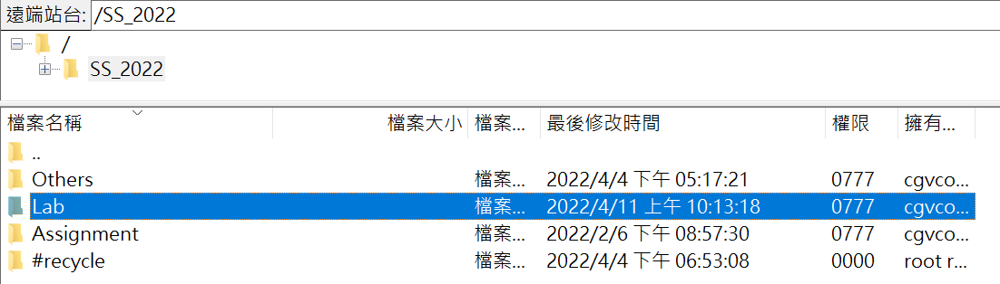 遠端站台: /SS_2022
/
SS_2022
檔案名稱 檔案大小 檔案... 最後修改時間 權限 擁有...
..
Others 檔案... 2022/4/4 下午 05:17:21 0777 cgvco...
Lab 檔案... 2022/4/11 上午 10:13:18 0777 cgvco...
Assignment 檔案... 2022/2/6 下午 08:57:30 0777 cgvco...
#recycle 檔案... 2022/4/4 下午 06:53:08 0000 root r...